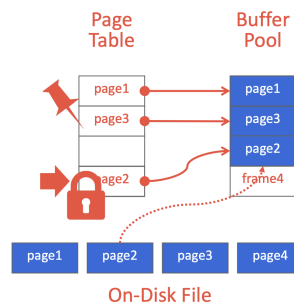 Page Table
Buffer Pool
page1
page1
page3
page3
page2
page2
frame4
page1
page2
page3
page4
On-Disk File